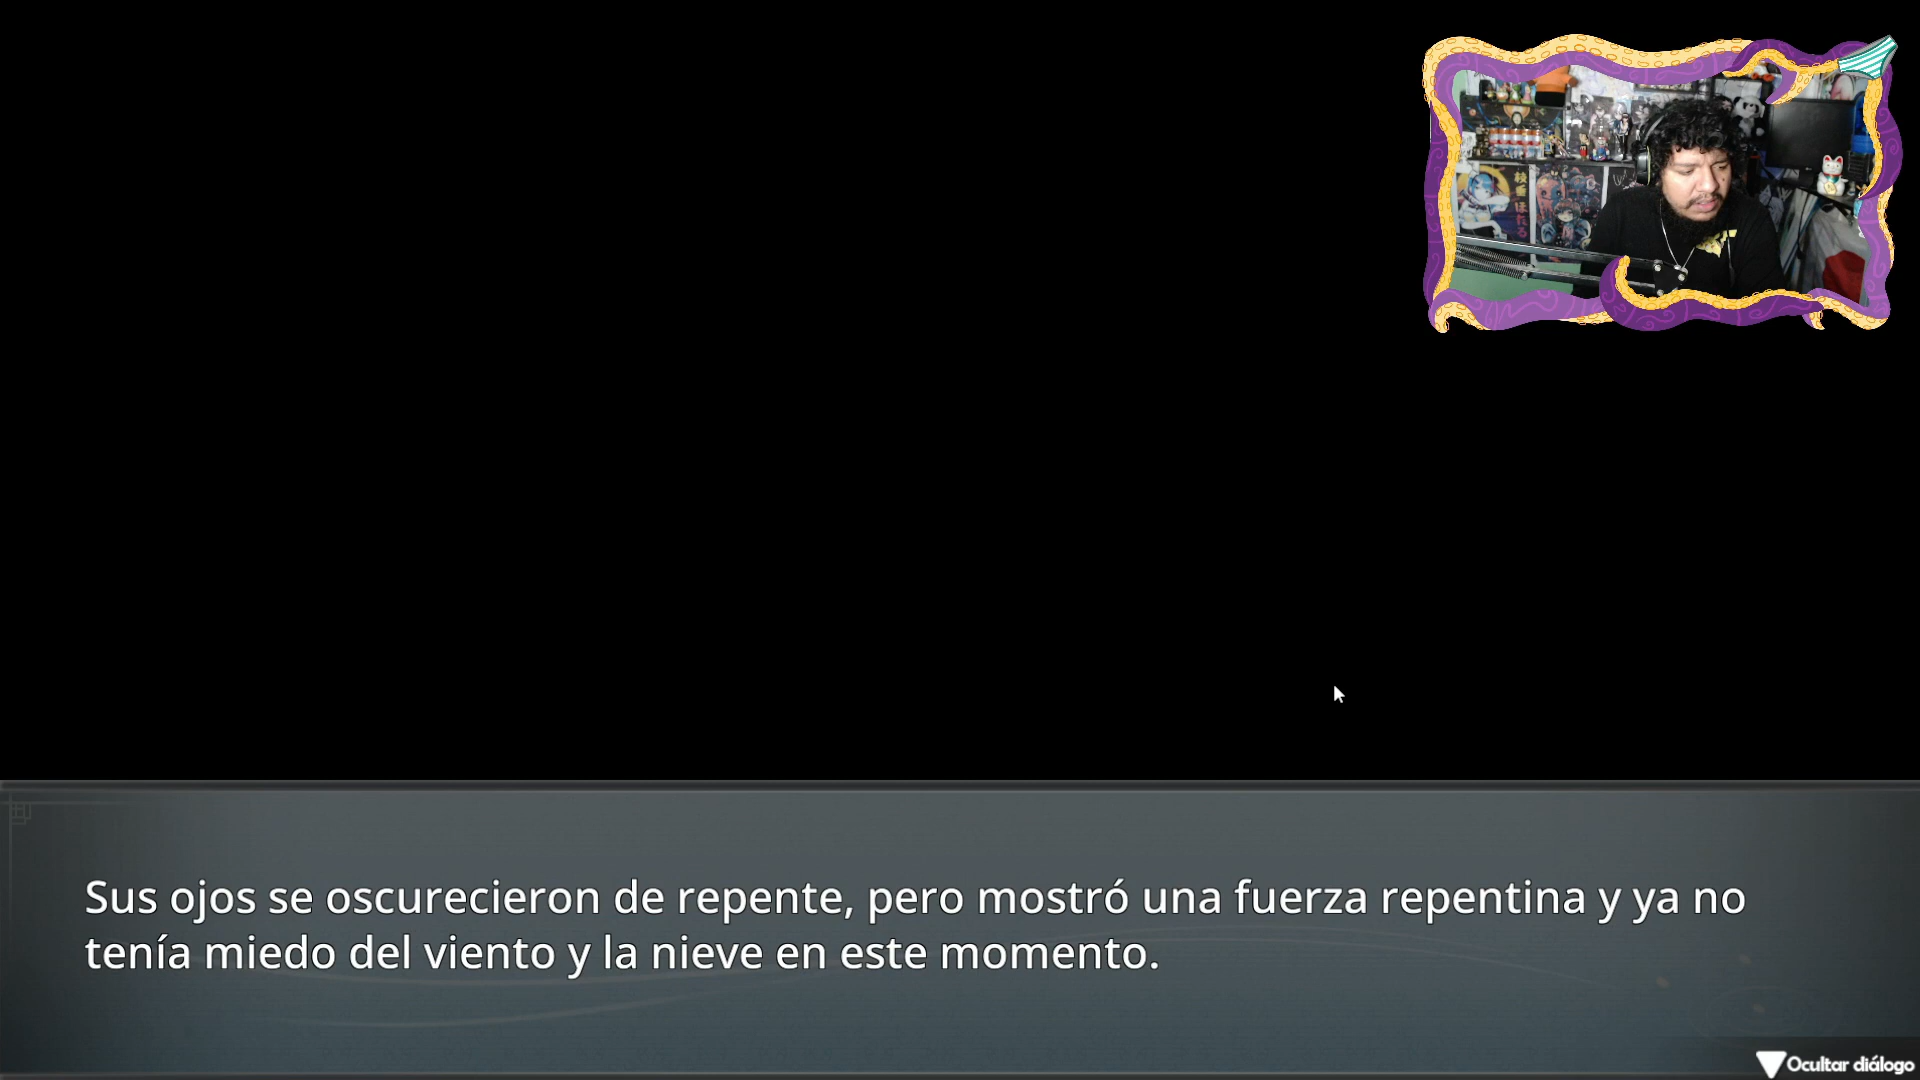 Sus ojos se oscurecieron de repente, pero mostró una fuerza repentina y ya no
tenía miedo del viento y la nieve en este momento.
Ocultar diálogo